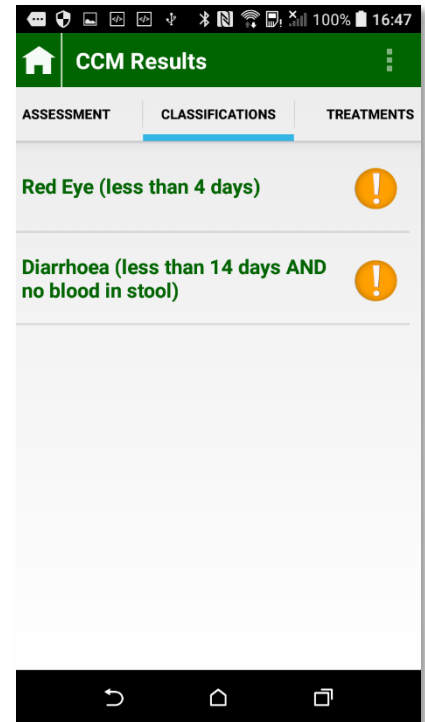 100% 16:47
CCM Results
ASSESSMENT CLASSIFICATIONS TREATMENTS
Red Eye (less than 4 days)
Diarrhoea (less than 14 days AND
no blood in stool)